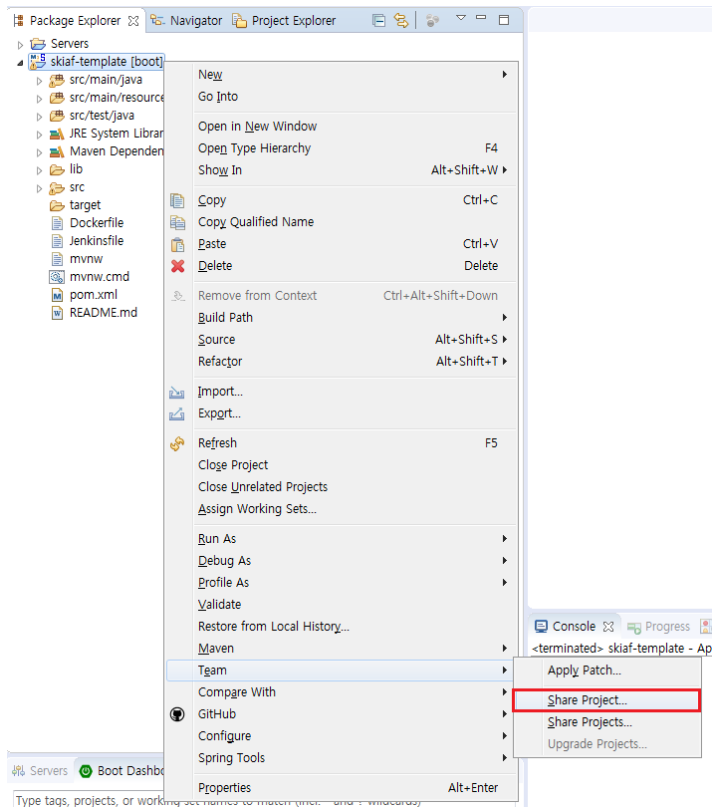 Package Explorer Navigator Project Explorer
Servers
skiaf-template [boot]
src/main/java
src/main/resource
src/test/java
JRE System Librar
Maven Dependen
lib
src
target
Dockerfile
Jenkinsfile
mvnw
mvnw.cmd
pom.xml
README.md
New
Go Into
Open in New Window
Open Type Hierarchy F4
Show In Alt+Shift+W
Copy Ctrl+C
Copy Qualified Name
Paste Ctrl+V
Delete Delete
Remove from Context Ctrl+Alt+Shift+Down
Build Path
Source Alt+Shift+S
Refactor Alt+Shift+T
Import...
Export...
Refresh F5
Close Project
Close Unrelated Projects
Assign Working Sets...
Run As
Debug As
Profile As
Validate
Restore from Local History...
Maven
Team
Compare With
GitHub
Configure
Spring Tools
Properties Alt+Enter
Console Progress
<terminated> skiaf-template - Ap
Apply Patch...
Share Project...
Share Projects...
Upgrade Projects...
Servers Boot Dashbo
Type tags, projects, or working set names to match (incl. * and ? wildcards)